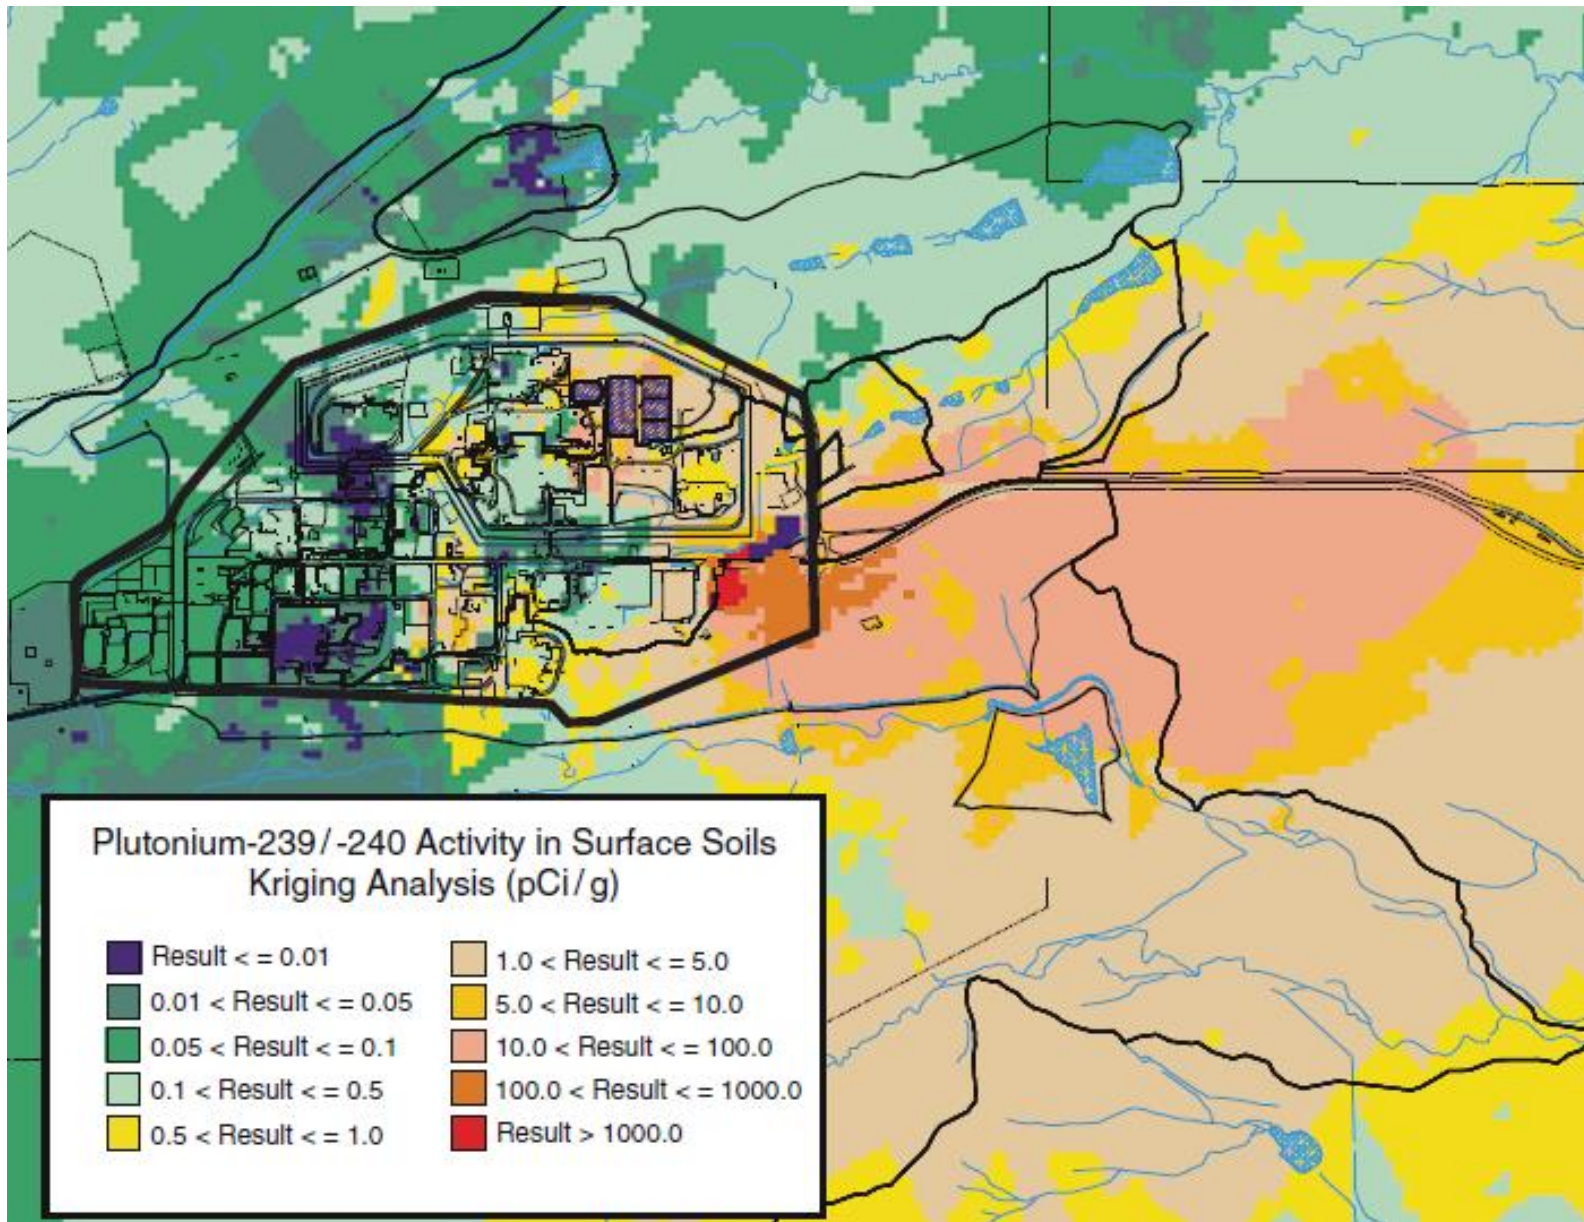 Plutonium-239/-240 Activity in Surface Soils
Kriging Analysis (pCi/g)
Result < = 0.01
0.01 < Result < = 0.05
0.05 < Result < = 0.1
0.1 < Result < = 0.5
0.5 < Result < = 1.0
1.0 < Result < = 5.0
5.0 < Result < = 10.0
10.0 < Result < = 100.0
100.0 < Result < = 1000.0
Result > 1000.0